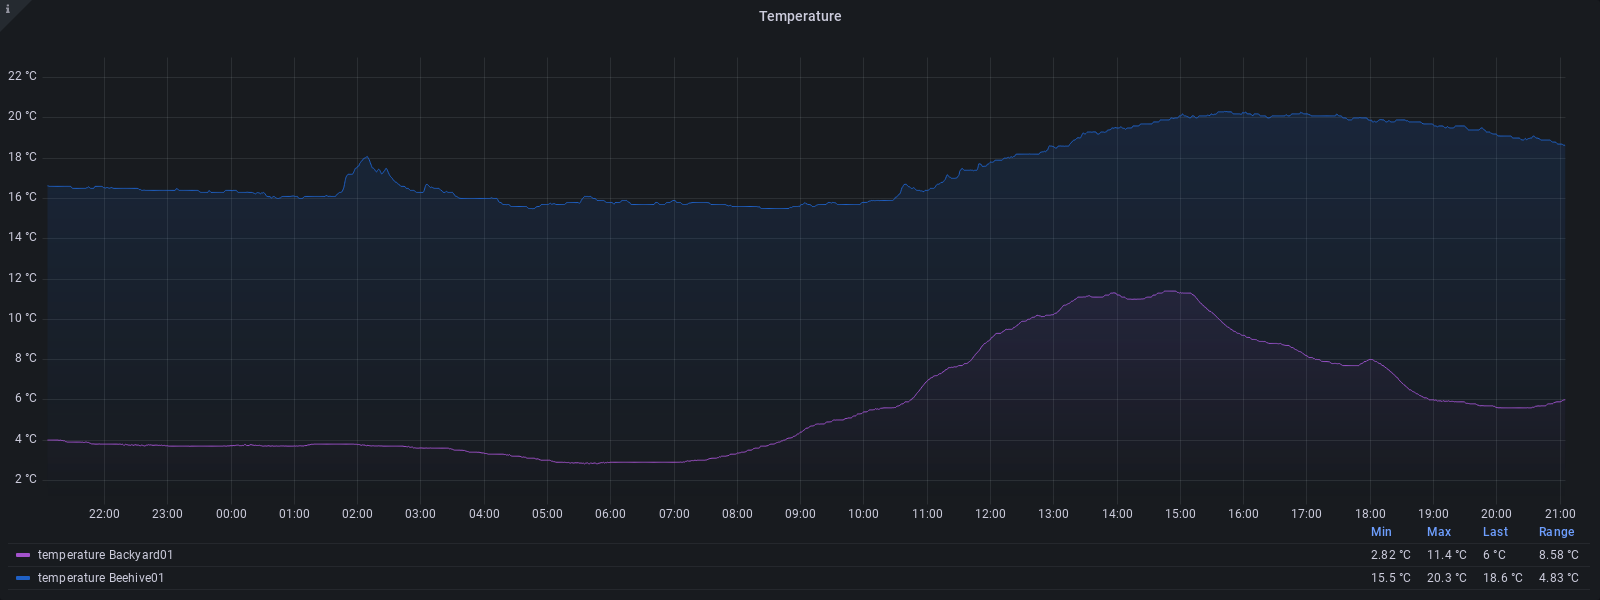 i
Temperature
22 °C
20 °C
18 °C
16 °C
14 °C
12 °C
10 °C
8 °C
6 °C
4 °C
2 °C
22:00 23:00 00:00 01:00 02:00 03:00 04:00 05:00 06:00 07:00 08:00 09:00 10:00 11:00 12:00 13:00 14:00 15:00 16:00 17:00 18:00 19:00 20:00 21:00
Min Max Last Range
temperature Backyard01 2.82 °C 11.4 °C 6 °C 8.58 °C
temperature Beehive01 15.5 °C 20.3 °C 18.6 °C 4.83 °C